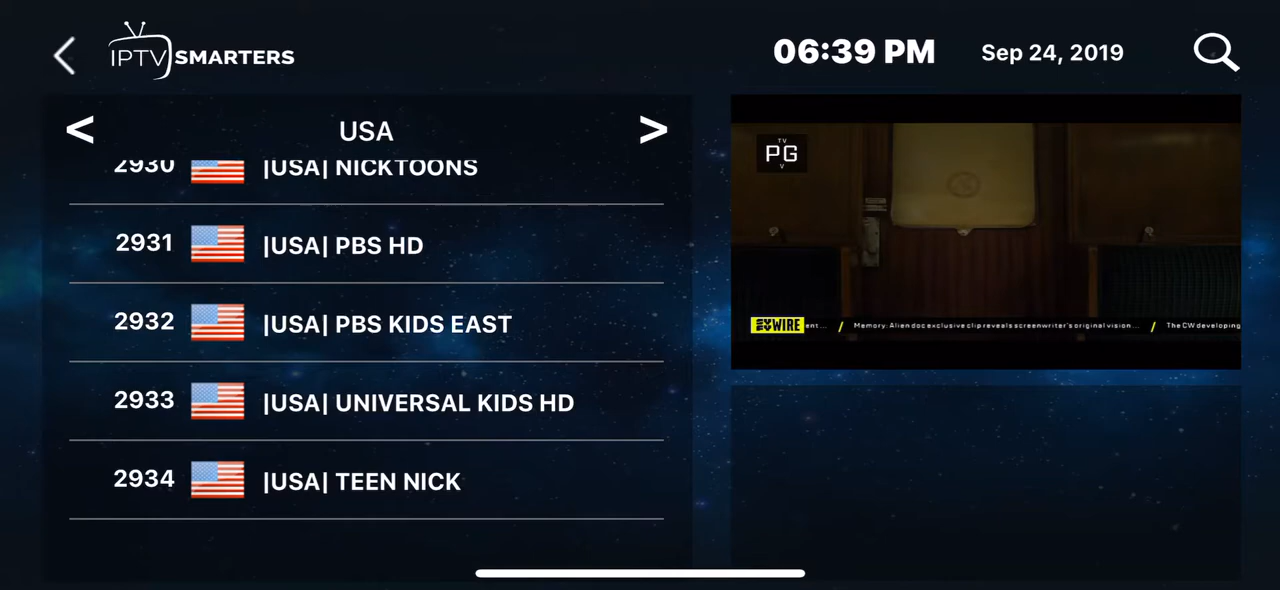 IPTV SMARTERS
06:39 PM
Sep 24, 2019
< USA >
2930 |USA| NICKTOONS
2931 |USA| PBS HD
2932 |USA| PBS KIDS EAST
2933 |USA| UNIVERSAL KIDS HD
2934 |USA| TEEN NICK
TV
PG
V
SYFY WIRE ent... / Memory: Alien doc exclusive clip reveals screenwriter's original vision... / The CW developing